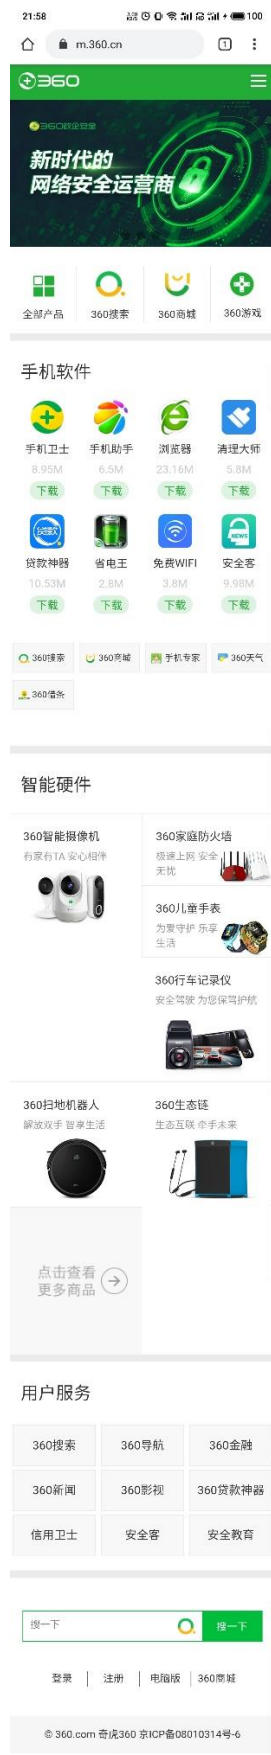 21:58
100
m.360.cn
1
360
360政企安全
新时代的
网络安全运营商
全部产品 360搜索 360商城 360游戏
手机软件
手机卫士 手机助手 浏览器 清理大师
8.95M 6.5M 23.16M 5.8M
下载 下载 下载 下载
NEWS
贷款神器 省电王 免费WIFI 安全客
10.53M 2.8M 3.8M 9.98M
下载 下载 下载 下载
360搜索 360商城 手机专家 360天气
360借条
智能硬件
360智能摄像机
有家有TA 安心相伴
360家庭防火墙
极速上网 安全
无忧
360儿童手表
为爱守护 乐享
生活
360行车记录仪
安全驾驶 为您保驾护航
360扫地机器人
解放双手 智享生活
360生态链
生态互联 牵手未来
点击查看
更多商品
用户服务
360搜索 360导航 360金融
360新闻 360影视 360贷款神器
信用卫士 安全客 安全教育
搜一下 搜一下
登录 注册 电脑版 360商城
© 360.com 奇虎360 京ICP备08010314号-6